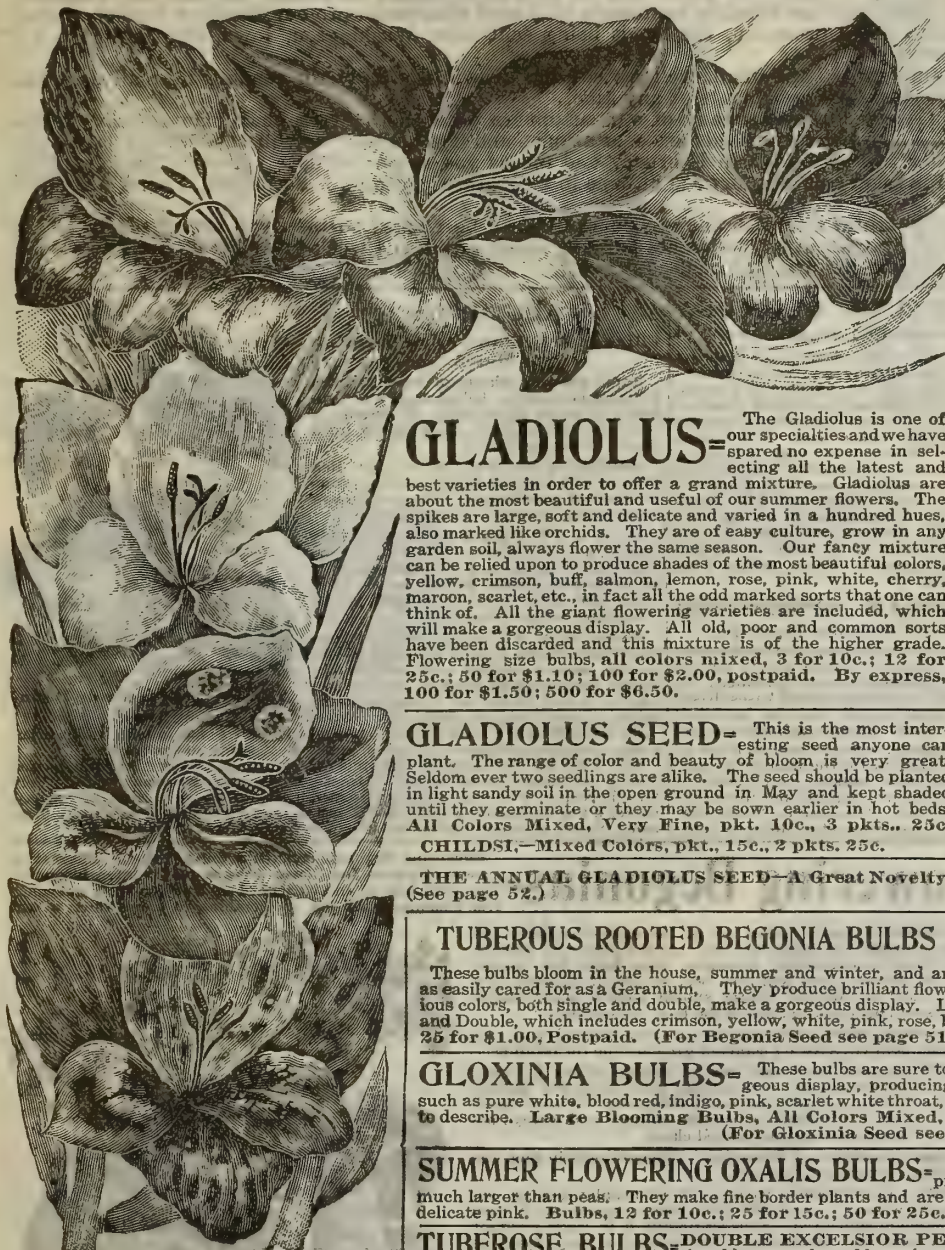 GLADIOLUS= The Gladiolus is one of
our specialties and we have
spared no expense in sel-
ecting all the latest and
best varieties in order to offer a grand mixture. Gladiolus are
about the most beautiful and useful of our summer flowers. The
spikes are large, soft and delicate and varied in a hundred hues,
also marked like orchids. They are of easy culture, grow in any
garden soil, always flower the same season. Our fancy mixture
can be relied upon to produce shades of the most beautiful colors,
yellow, crimson, buff, salmon, lemon, rose, pink, white, cherry,
maroon, scarlet, etc., in fact all the odd marked sorts that one can
think of. All the giant flowering varieties are included, which
will make a gorgeous display. All old, poor and common sorts
have been discarded and this mixture is of the higher grade.
Flowering size bulbs, all colors mixed, 3 for 10c.; 12 for
25c.; 50 for $1.10; 100 for $2.00, postpaid. By express,
100 for $1.50; 500 for $6.50.
GLADIOLUS SEED= This is the most inter
esting seed anyone can
plant. The range of color and beauty of bloom is very great
Seldom ever two seedlings are alike. The seed should be planted
in light sandy soil in the open ground in May and kept shaded
until they germinate or they may be sown earlier in hot beds
All Colors Mixed, Very Fine, pkt. 10c., 3 pkts.. 25c
CHILDSI,—Mixed Colors, pkt., 15c., 2 pkts. 25c.
THE ANNUAL GLADIOLUS SEED—A Great Novelty
(See page 52.)
TUBEROUS ROOTED BEGONIA BULBS
These bulbs bloom in the house, summer and winter, and ar
as easily cared for as a Geranium. They produce brilliant flow
ious colors, both single and double, make a gorgeous display.
and Double, which includes crimson, yellow, white, pink, rose,
25 for $1.00, Postpaid. (For Begonia Seed see page 51
GLOXINIA BULBS= These bulbs are sure to
geous display, producing
such as pure white, blood red, indigo, pink, scarlet white throat,
to describe. Large Blooming Bulbs, All Colors Mixed,
(For Gloxinia Seed see
SUMMER FLOWERING OXALIS BULBS=
much larger than peas. They make fine border plants and are
delicate pink. Bulbs, 12 for 10c.; 25 for 15c.; 50 for 25c.
TUBEROSE BULBS=DOUBLE EXCELSIOR PE